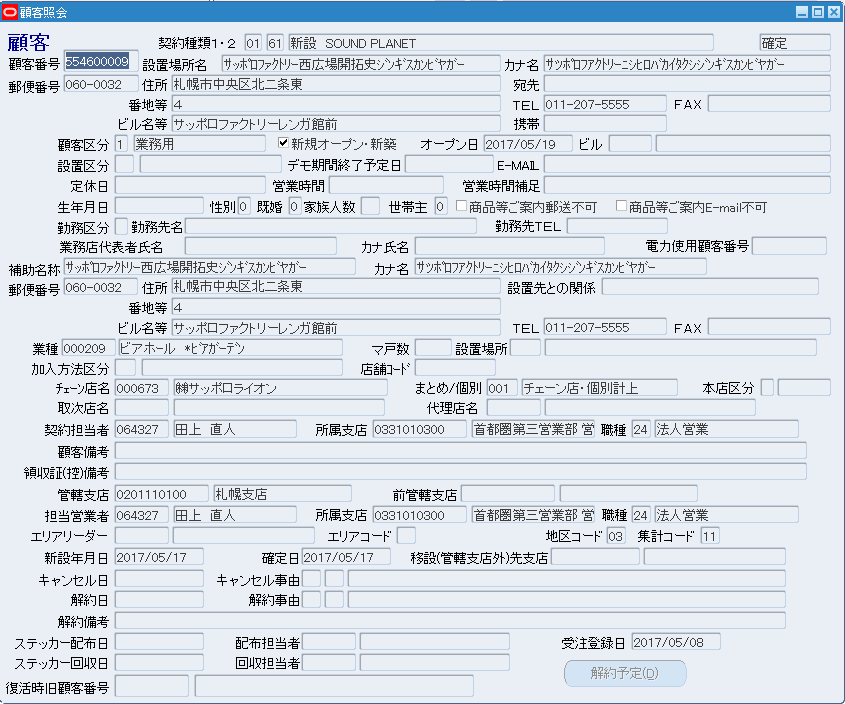 顧客照会
顧客 契約種類1・2 01 61 新設 SOUND PLANET 確定
顧客番号 554600009 設置場所名 ｻｯﾎﾟﾛﾌｧｸﾄﾘｰ西広場開拓史ｼﾞﾝｷﾞｽｶﾝﾋﾞﾔｶﾞｰ カナ名 ｻﾂﾎﾟﾛﾌｱｸﾄﾘｰﾆｼﾋﾛﾊﾞｶｲﾀｸｼｼﾞﾝｷﾞｽｶﾝﾋﾞﾔｶﾞｰ
郵便番号 060-0032 住所 札幌市中央区北二条東 宛先
番地等 4 TEL 011-207-5555 FAX
ビル名等 サッポロファクトリーレンガ館前 携帯
顧客区分 1 業務用 新規オープン・新築 オープン日 2017/05/19 ビル
設置区分 デモ期間終了予定日 E-MAIL
定休日 営業時間 営業時間補足
生年月日 性別 0 既婚 0 家族人数 世帯主 0 商品等ご案内郵送不可 商品等ご案内E-mail不可
勤務区分 勤務先名 勤務先TEL
業務店代表者氏名 カナ氏名 電力使用顧客番号
補助名称 ｻｯﾎﾟﾛﾌｧｸﾄﾘｰ西広場開拓史ｼﾞﾝｷﾞｽｶﾝﾋﾞﾔｶﾞｰ カナ名 ｻﾂﾎﾟﾛﾌｱｸﾄﾘｰﾆｼﾋﾛﾊﾞｶｲﾀｸｼｼﾞﾝｷﾞｽｶﾝﾋﾞﾔｶﾞｰ
郵便番号 060-0032 住所 札幌市中央区北二条東 設置先との関係
番地等 4
ビル名等 サッポロファクトリーレンガ館前 TEL 011-207-5555 FAX
業種 000209 ビアホール *ﾋﾞｱｶﾞｰﾃﾞﾝ マ戸数 設置場所
加入方法区分 店舗ｺｰﾄﾞ
ﾁｪｰﾝ店名 000673 ㈱サッポロライオン まとめ/個別 001 チェーン店・個別計上 本店区分
取次店名 代理店名
契約担当者 064327 田上 直人 所属支店 0331010300 首都圏第三営業部 営 職種 24 法人営業
顧客備考
領収証(控)備考
管轄支店 0201110100 札幌支店 前管轄支店
担当営業者 064327 田上 直人 所属支店 0331010300 首都圏第三営業部 営 職種 24 法人営業
エリアリーダー エリアコード 地区コード 03 集計コード 11
新設年月日 2017/05/17 確定日 2017/05/17 移設(管轄支店外)先支店
キャンセル日 キャンセル事由
解約日 解約事由
解約備考
ステッカー配布日 配布担当者 受注登録日 2017/05/08
ステッカー回収日 回収担当者 解約予定(D)
復活時旧顧客番号